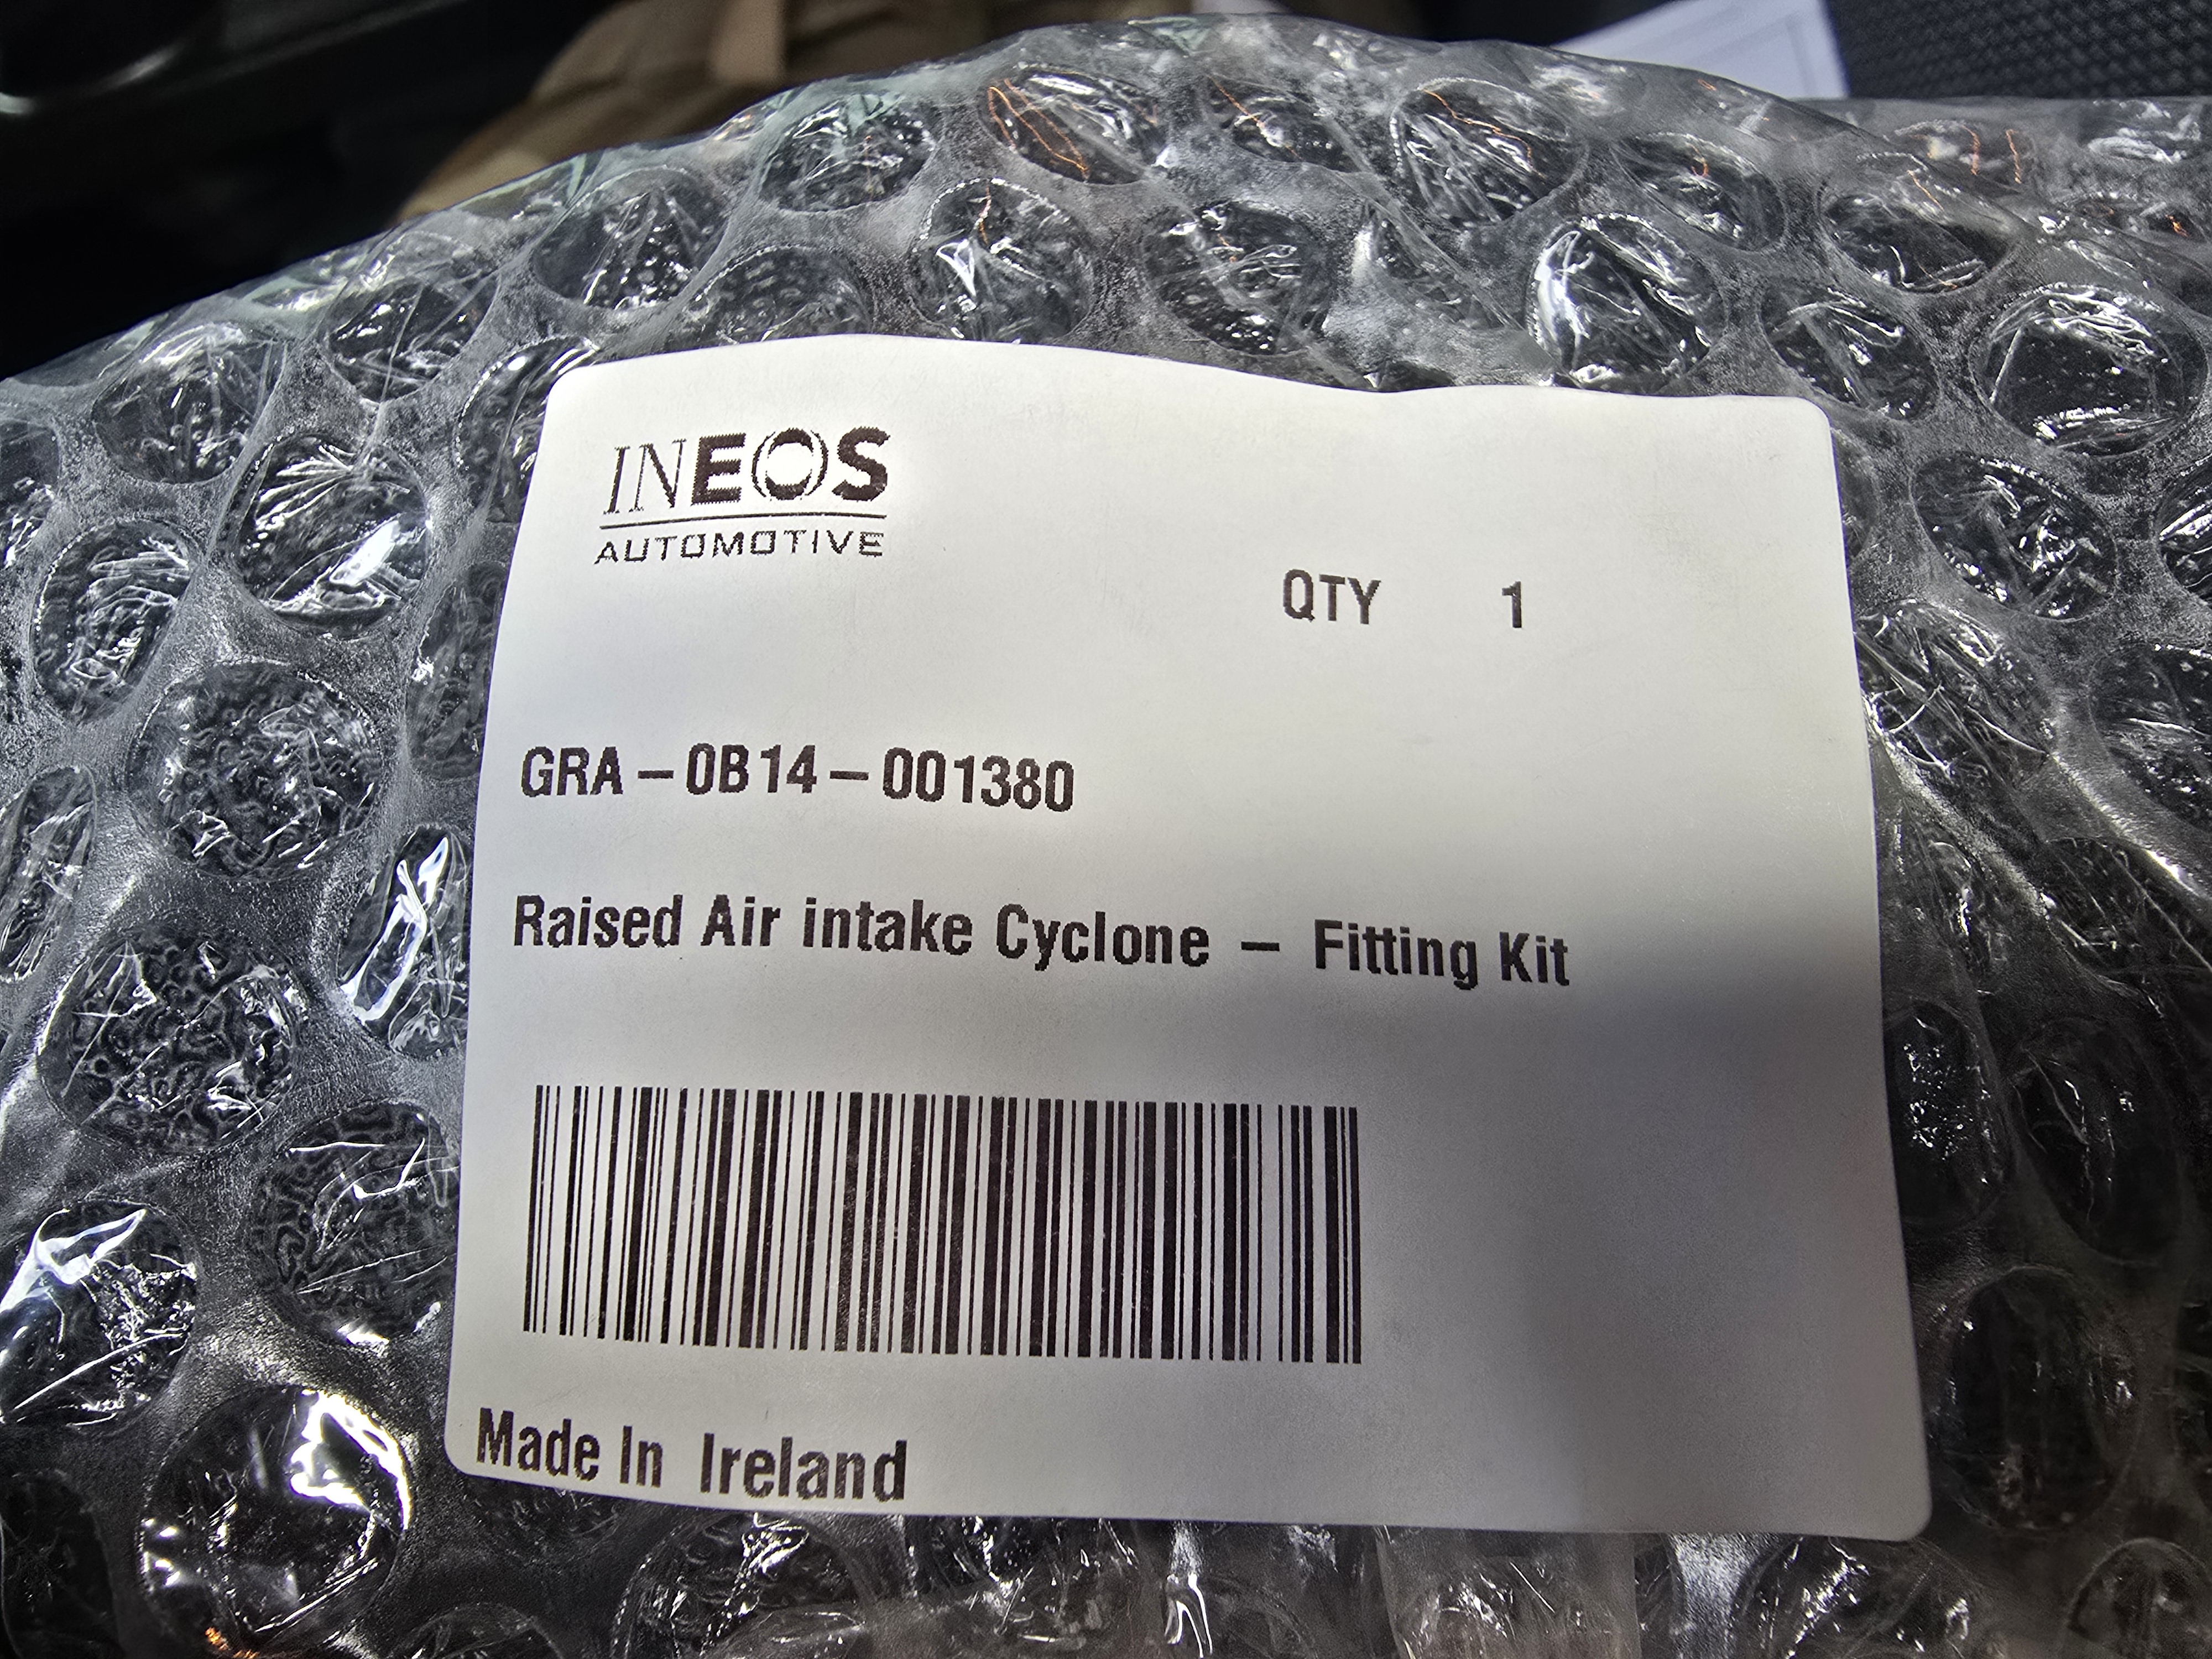 INEOS
AUTOMOTIVE
QTY 1
GRA-0B14-001380
Raised Air intake Cyclone - Fitting Kit
Made In Ireland